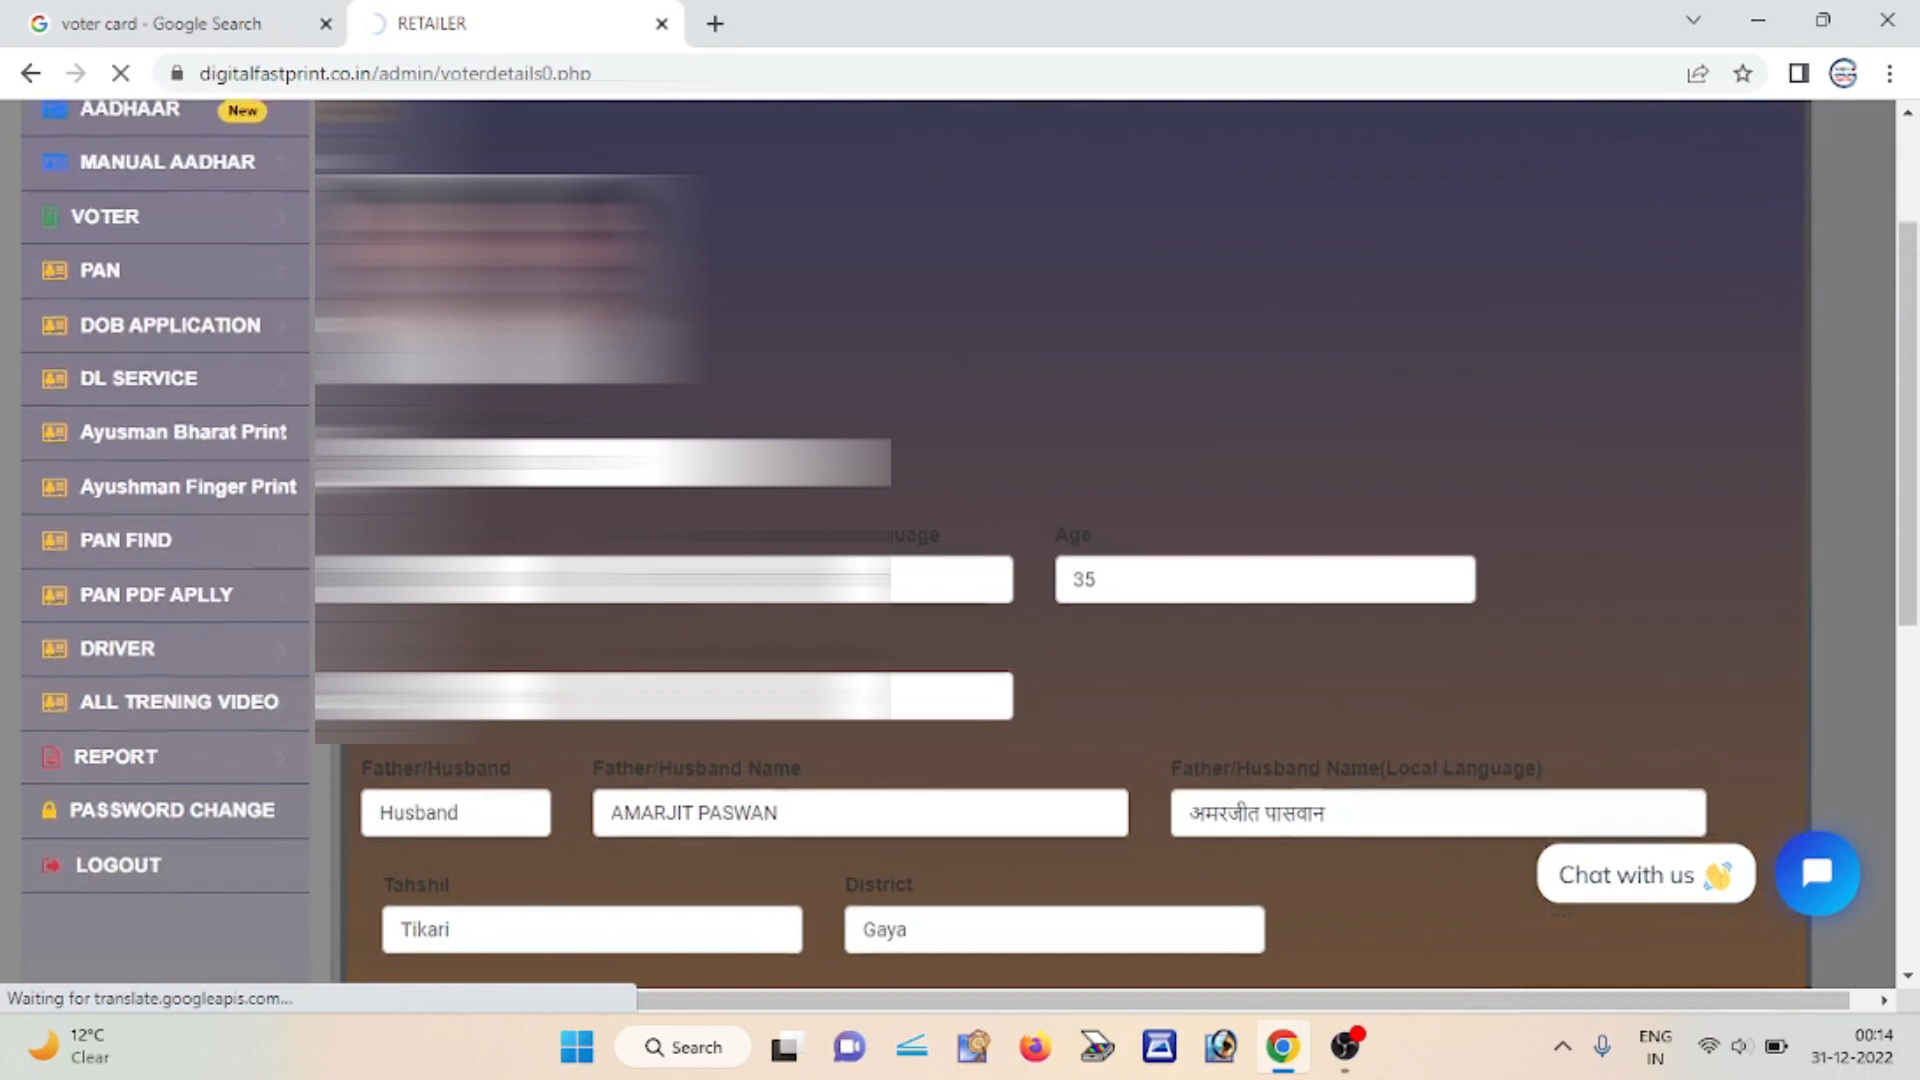 voter card - Google Search
RETAILER
digitalfastprint.co.in/admin/voterdetails0.php
AADHAAR New
MANUAL AADHAR
VOTER
PAN
DOB APPLICATION
DL SERVICE
Ayusman Bharat Print
Ayushman Finger Print
PAN FIND
PAN PDF APLLY
DRIVER
ALL TRENING VIDEO
REPORT
PASSWORD CHANGE
LOGOUT
Age
35
Father/Husband Father/Husband Name Father/Husband Name(Local Language)
Husband AMARJIT PASWAN अमरजीत पासवान
Tahshil District
Tikari Gaya
Chat with us 👋
Waiting for translate.googleapis.com...
12°C
Clear
Search
ENG
IN
00:14
31-12-2022